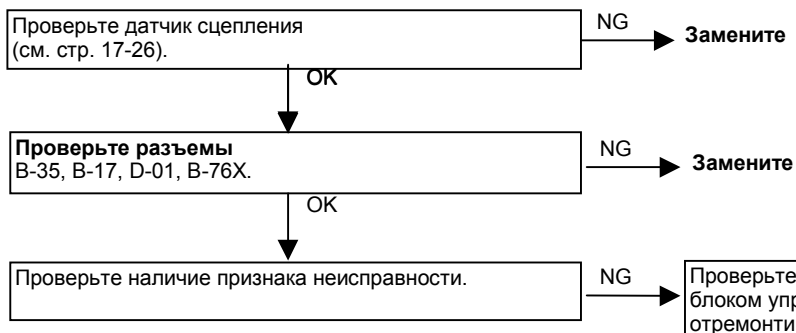 Проверьте датчик сцепления
(см. стр. 17-26).
NG
Замените
OK
Проверьте разъемы
B-35, B-17, D-01, B-76X.
NG
Замените
OK
Проверьте наличие признака неисправности.
NG
Проверьте
блоком упр
отремонти